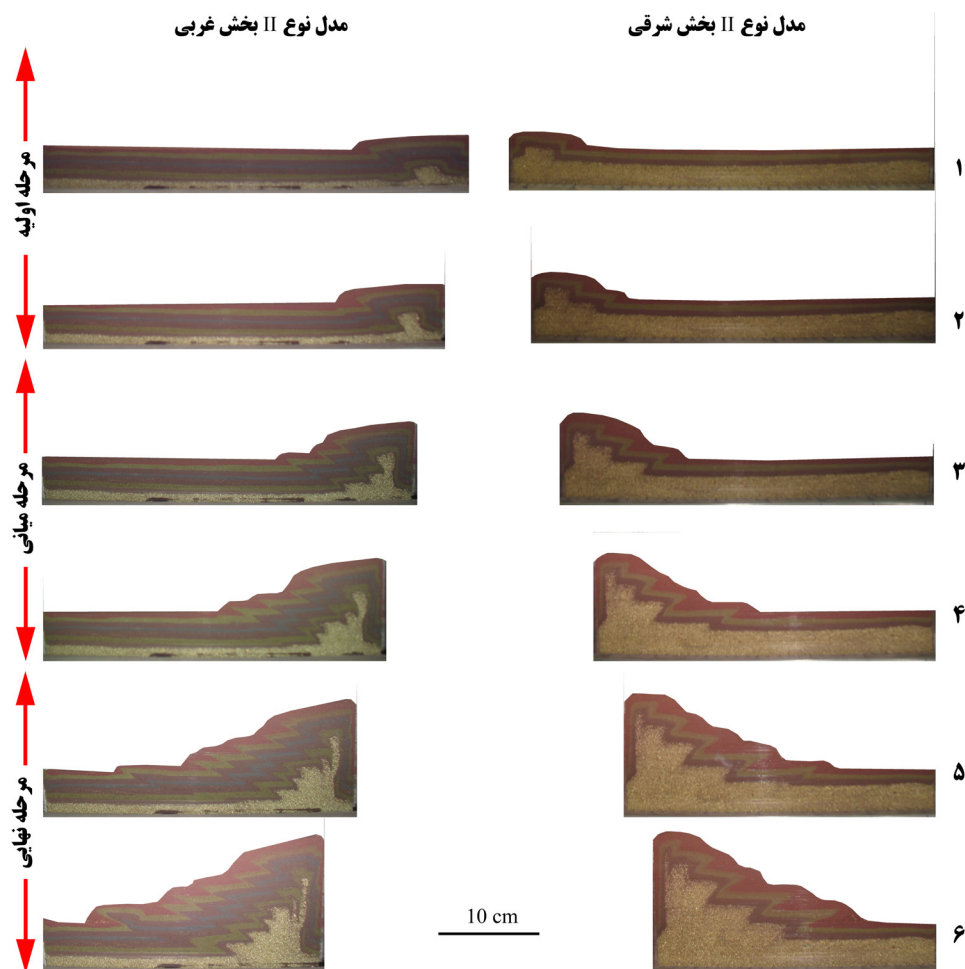 مدل نوع II بخش شرقی
مدل نوع II بخش غربی
مرحله اولیه
۱
۲
مرحله میانی
۳
۴
مرحله نهایی
۵
۶
10 cm